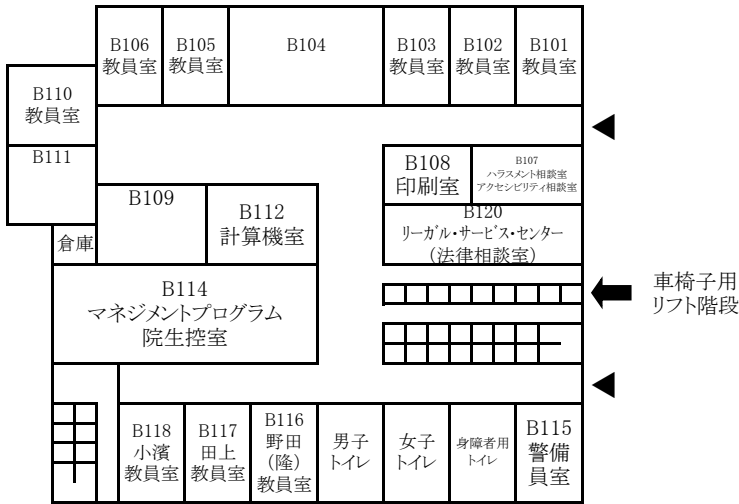 B106
教員室
B105
教員室
B104
B103
教員室
B102
教員室
B101
教員室
B110
教員室
B111
B108
印刷室
B107
ハラスメント相談室
アクセシビリティ相談室
B109
B112
計算機室
B120
リーガル・サービス・センター
（法律相談室）
倉庫
B114
マネジメントプログラム
院生控室
車椅子用
リフト階段
B118
小濱
教員室
B117
田上
教員室
B116
野田
（隆）
教員室
男子
トイレ
女子
トイレ
身障者用
トイレ
B115
警備
員室